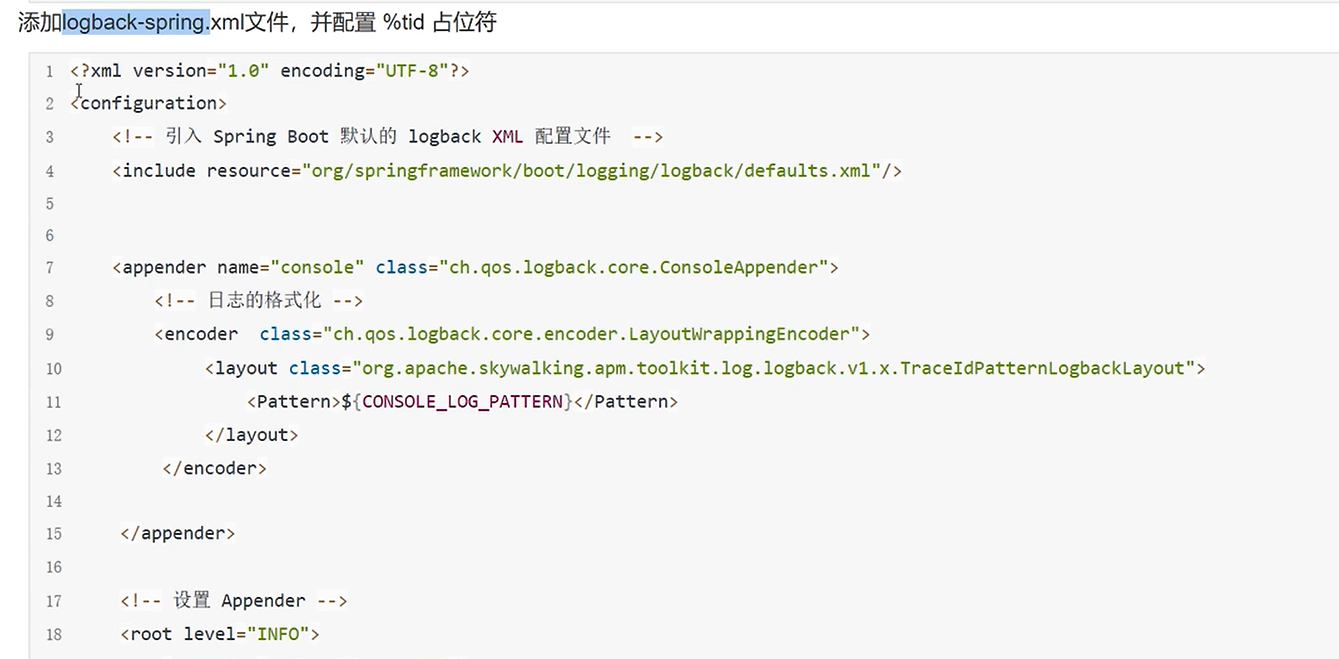 添加logback-spring.xml文件，并配置 %tid 占位符
1 <?xml version="1.0" encoding="UTF-8"?>
2 <configuration>
3     <!-- 引入 Spring Boot 默认的 logback XML 配置文件  -->
4     <include resource="org/springframework/boot/logging/logback/defaults.xml"/>
5
6
7     <appender name="console" class="ch.qos.logback.core.ConsoleAppender">
8         <!-- 日志的格式化 -->
9         <encoder  class="ch.qos.logback.core.encoder.LayoutWrappingEncoder">
10             <layout class="org.apache.skywalking.apm.toolkit.log.logback.v1.x.TraceIdPatternLogbackLayout">
11                 <Pattern>${CONSOLE_LOG_PATTERN}</Pattern>
12             </layout>
13         </encoder>
14
15     </appender>
16
17     <!-- 设置 Appender -->
18     <root level="INFO">